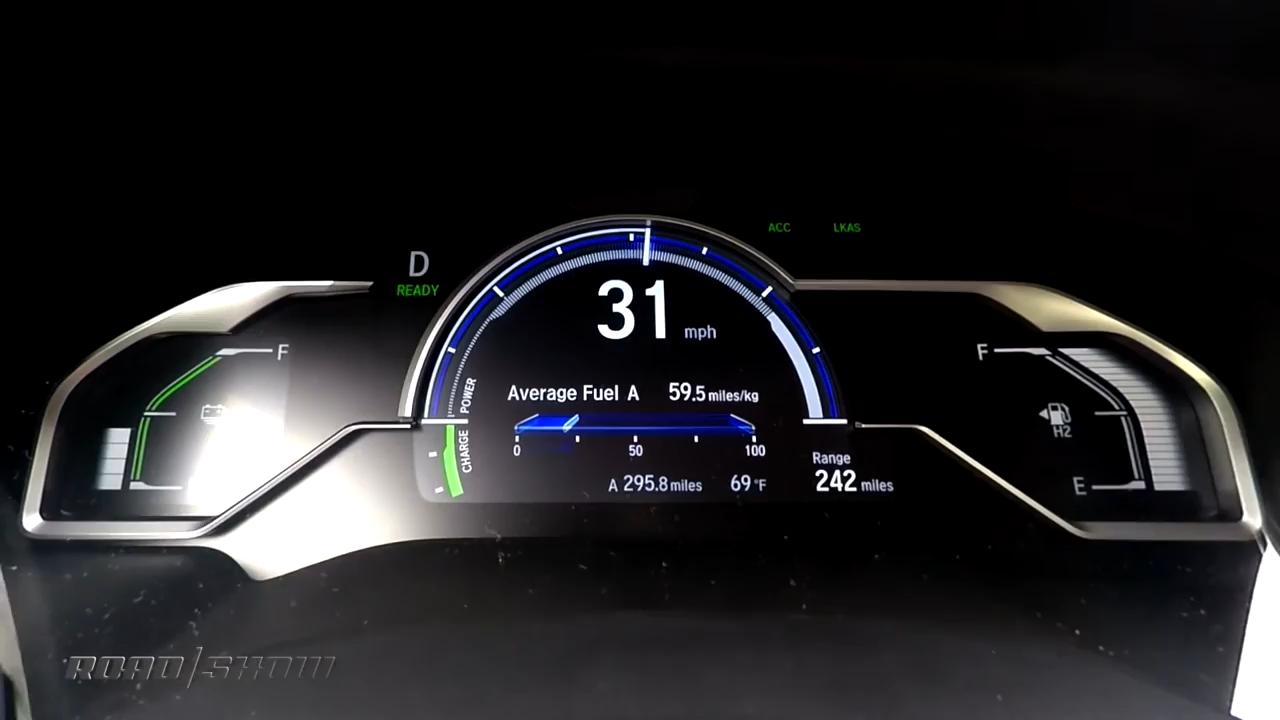 ACC LKAS
D
READY
31 mph
F
F
POWER
CHARGE
Average Fuel A 59.5 miles/kg
H2
0 50 100
Range
A 295.8 miles 69 °F
242 miles
E
ROAD/SHOW